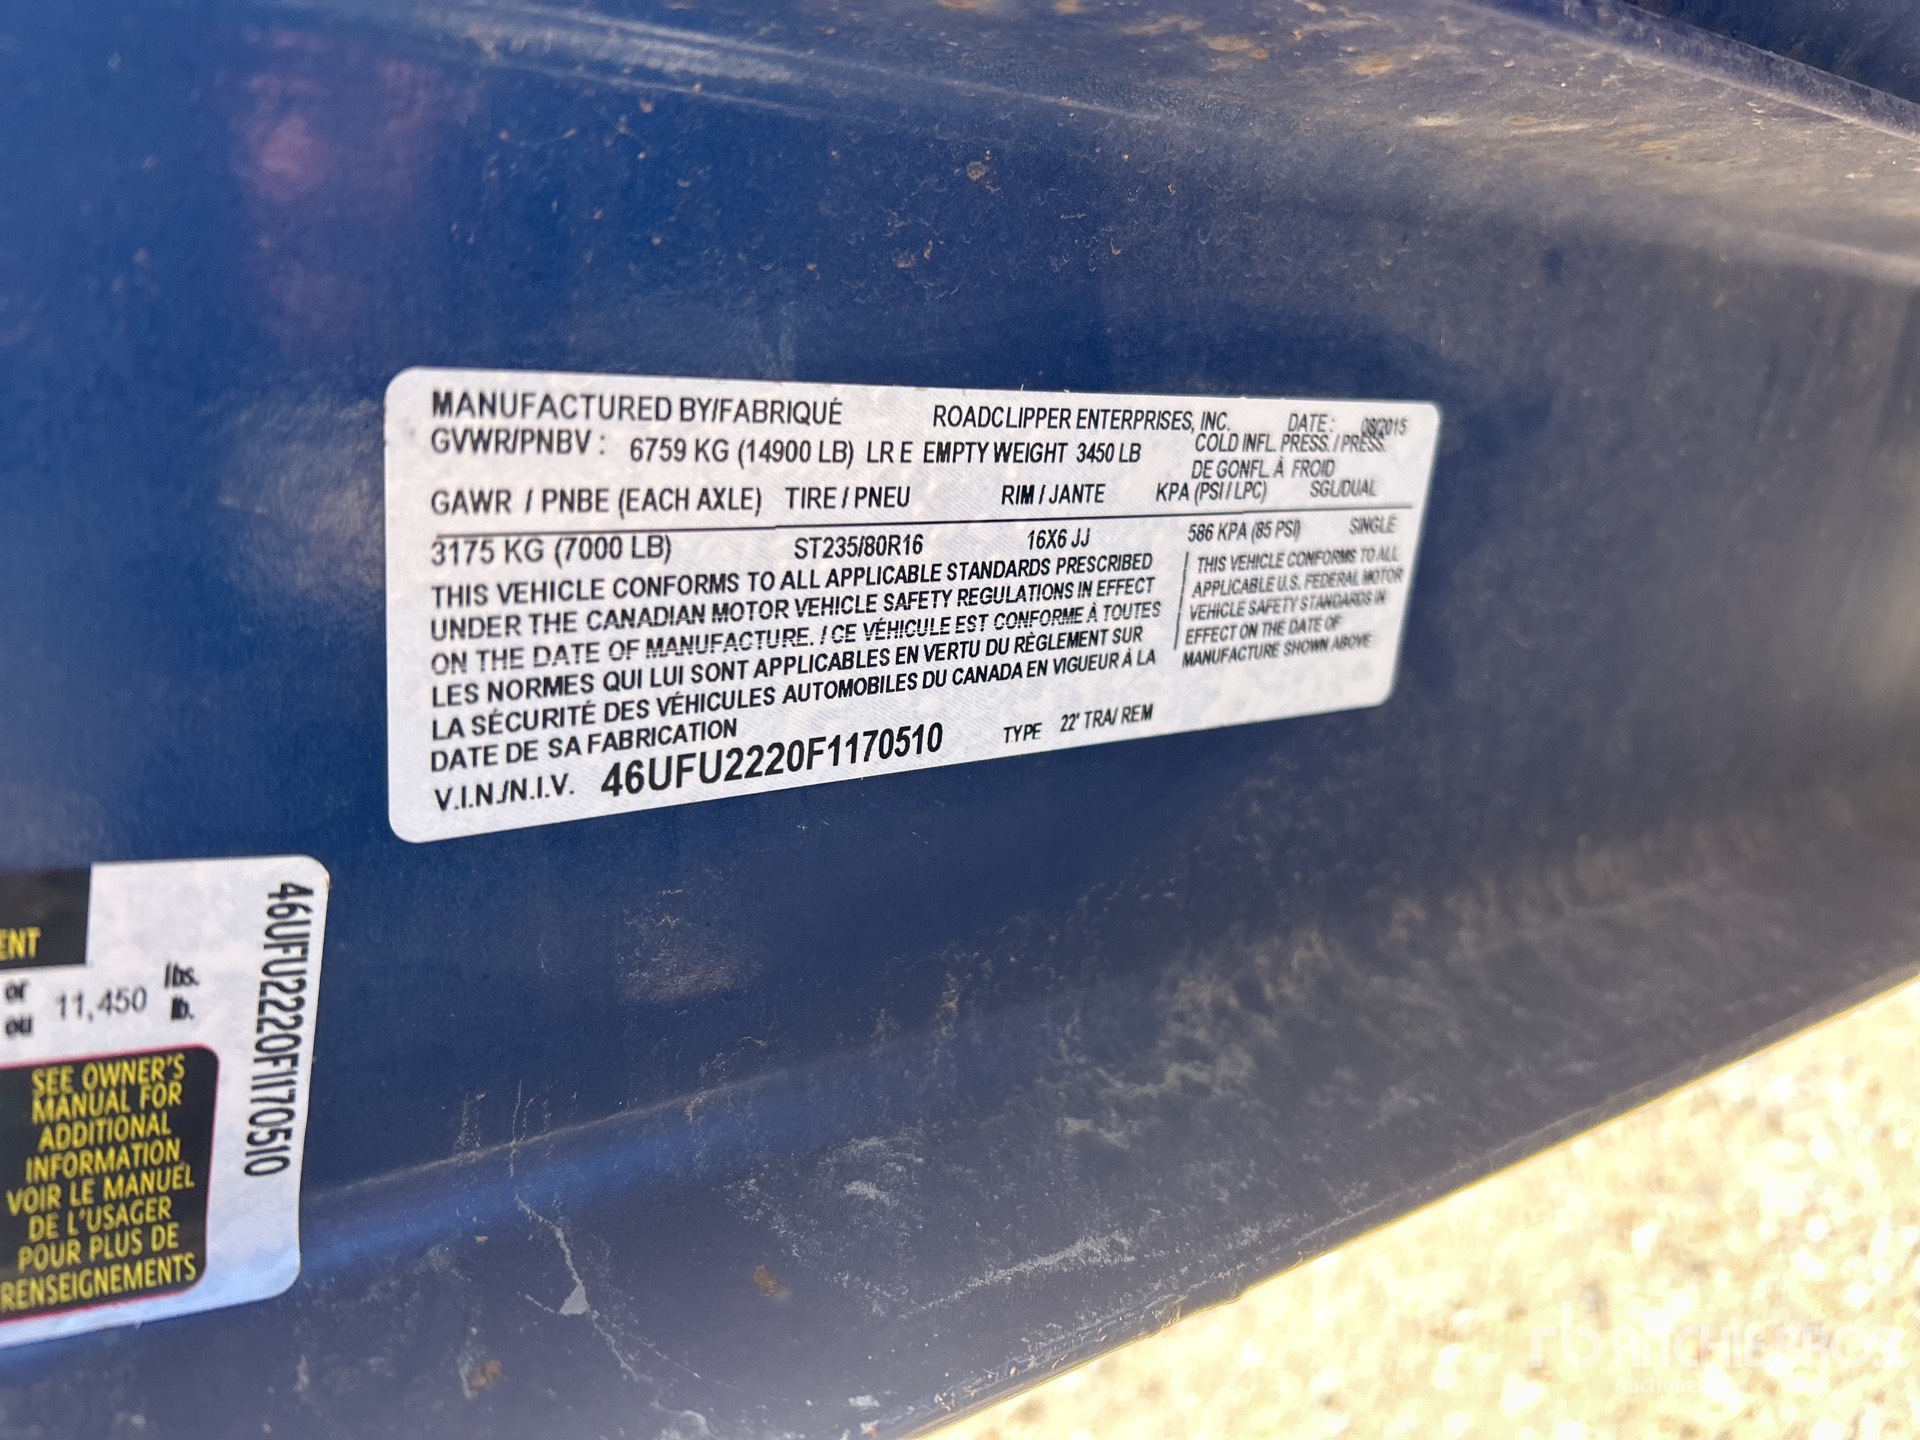 MANUFACTURED BY/FABRIQUÉ ROADCLIPPER ENTERPRISES, INC. DATE: 08/2015
GVWR/PNBV: 6759 KG (14900 LB) LR E EMPTY WEIGHT 3450 LB COLD INFL. PRESS. / PRESS.
DE GONFL. À FROID
GAWR / PNBE (EACH AXLE) TIRE / PNEU RIM / JANTE KPA (PSI / LPC) SGL/DUAL
3175 KG (7000 LB) ST235/80R16 16X6 JJ 586 KPA (85 PSI) SINGLE
THIS VEHICLE CONFORMS TO ALL APPLICABLE STANDARDS PRESCRIBED
UNDER THE CANADIAN MOTOR VEHICLE SAFETY REGULATIONS IN EFFECT
ON THE DATE OF MANUFACTURE. / CE VÉHICULE EST CONFORME À TOUTES
LES NORMES QUI LUI SONT APPLICABLES EN VERTU DU RÈGLEMENT SUR
LA SÉCURITÉ DES VÉHICULES AUTOMOBILES DU CANADA EN VIGUEUR À LA
DATE DE SA FABRICATION
THIS VEHICLE CONFORMS TO ALL
APPLICABLE U.S. FEDERAL MOTOR
VEHICLE SAFETY STANDARDS IN
EFFECT ON THE DATE OF
MANUFACTURE SHOWN ABOVE
V.I.N./N.I.V. 46UFU2220F1170510 TYPE 22' TRA/ REM
ENT
or 11,450 lbs.
ou lb.
46UFU2220F1170510
SEE OWNER'S
MANUAL FOR
ADDITIONAL
INFORMATION
VOIR LE MANUEL
DE L'USAGER
POUR PLUS DE
RENSEIGNEMENTS